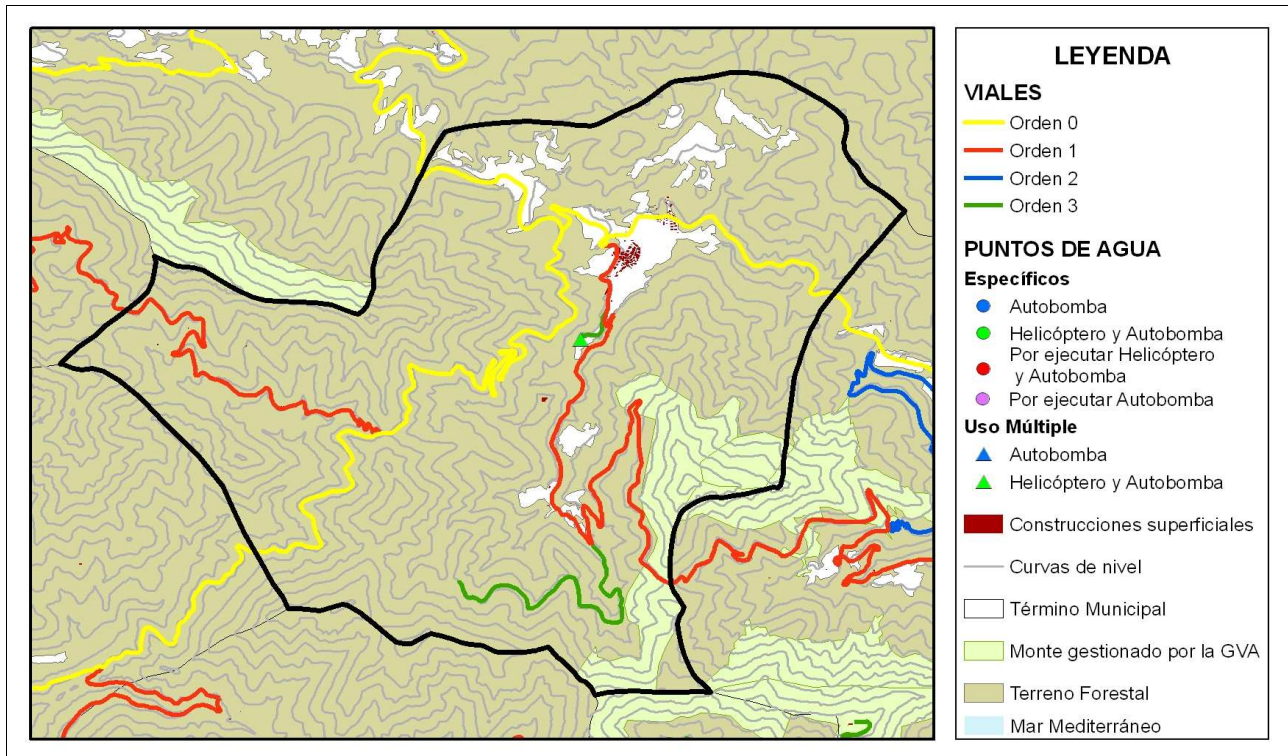 LEYENDA
VIALES
Orden 0
Orden 1
Orden 2
Orden 3
PUNTOS DE AGUA
Específicos
Autobomba
Helicóptero y Autobomba
Por ejecutar Helicóptero
y Autobomba
Por ejecutar Autobomba
Uso Múltiple
Autobomba
Helicóptero y Autobomba
Construcciones superficiales
Curvas de nivel
Término Municipal
Monte gestionado por la GVA
Terreno Forestal
Mar Mediterráneo